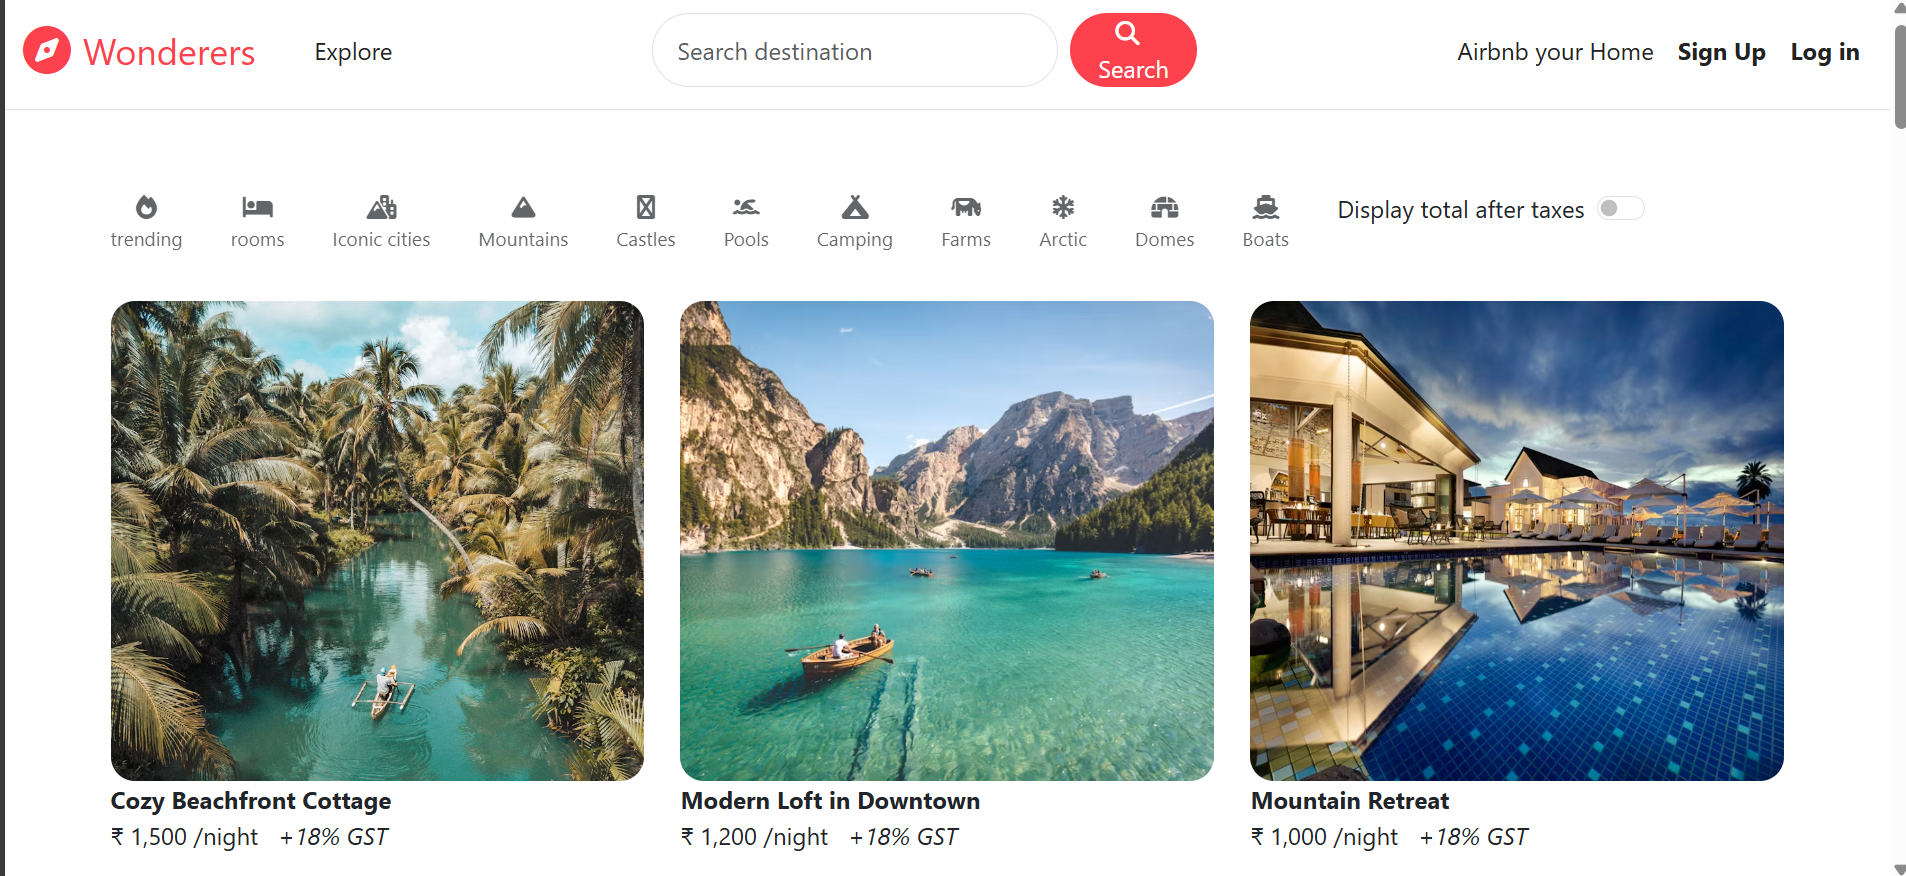 Wonderers
Explore
Search destination
Search
Airbnb your Home
Sign Up
Log in
trending
rooms
Iconic cities
Mountains
Castles
Pools
Camping
Farms
Arctic
Domes
Boats
Display total after taxes
Cozy Beachfront Cottage
₹ 1,500 /night +18% GST
Modern Loft in Downtown
₹ 1,200 /night +18% GST
Mountain Retreat
₹ 1,000 /night +18% GST